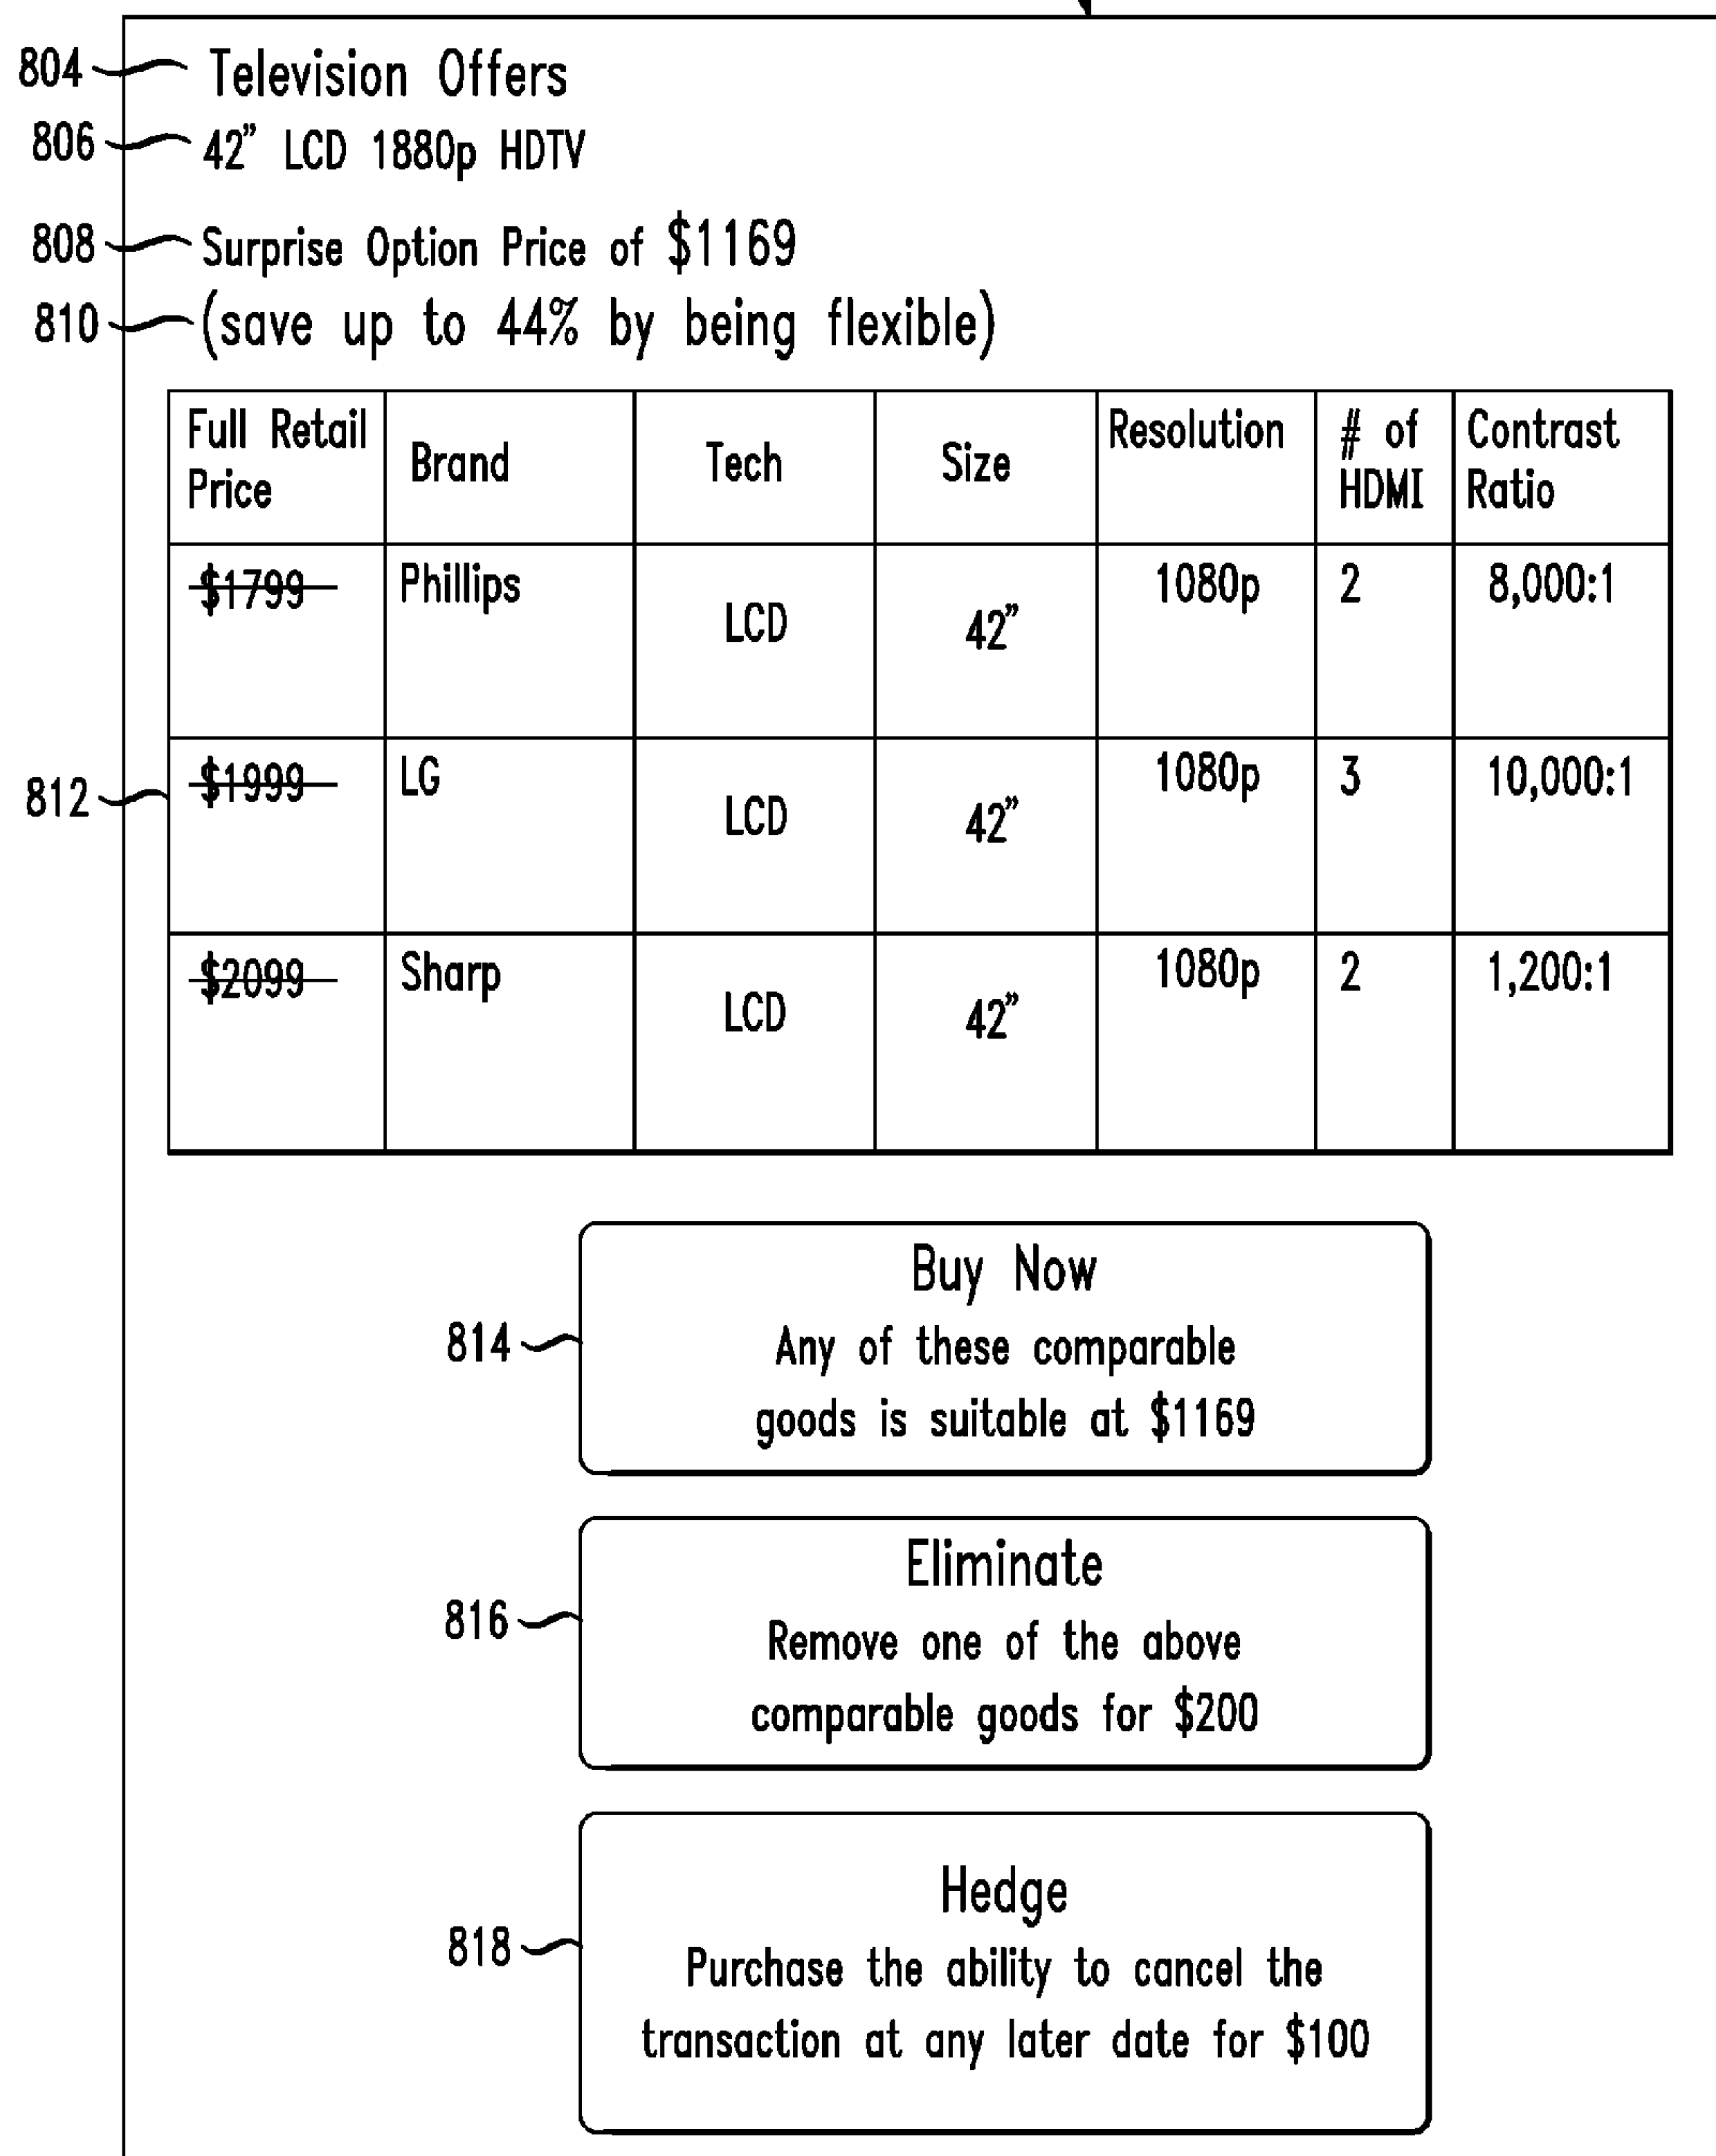 804 Television Offers
806 42” LCD 1880p HDTV
808 Surprise Option Price of $1169
810 (save up to 44% by being flexible)
Full Retail Price Brand Tech Size Resolution # of HDMI Contrast Ratio
$1799 Phillips LCD 42” 1080p 2 8,000:1
812 $1999 LG LCD 42” 1080p 3 10,000:1
$2099 Sharp LCD 42” 1080p 2 1,200:1
Buy Now
814 Any of these comparable
goods is suitable at $1169
Eliminate
816 Remove one of the above
comparable goods for $200
Hedge
818 Purchase the ability to cancel the
transaction at any later date for $100